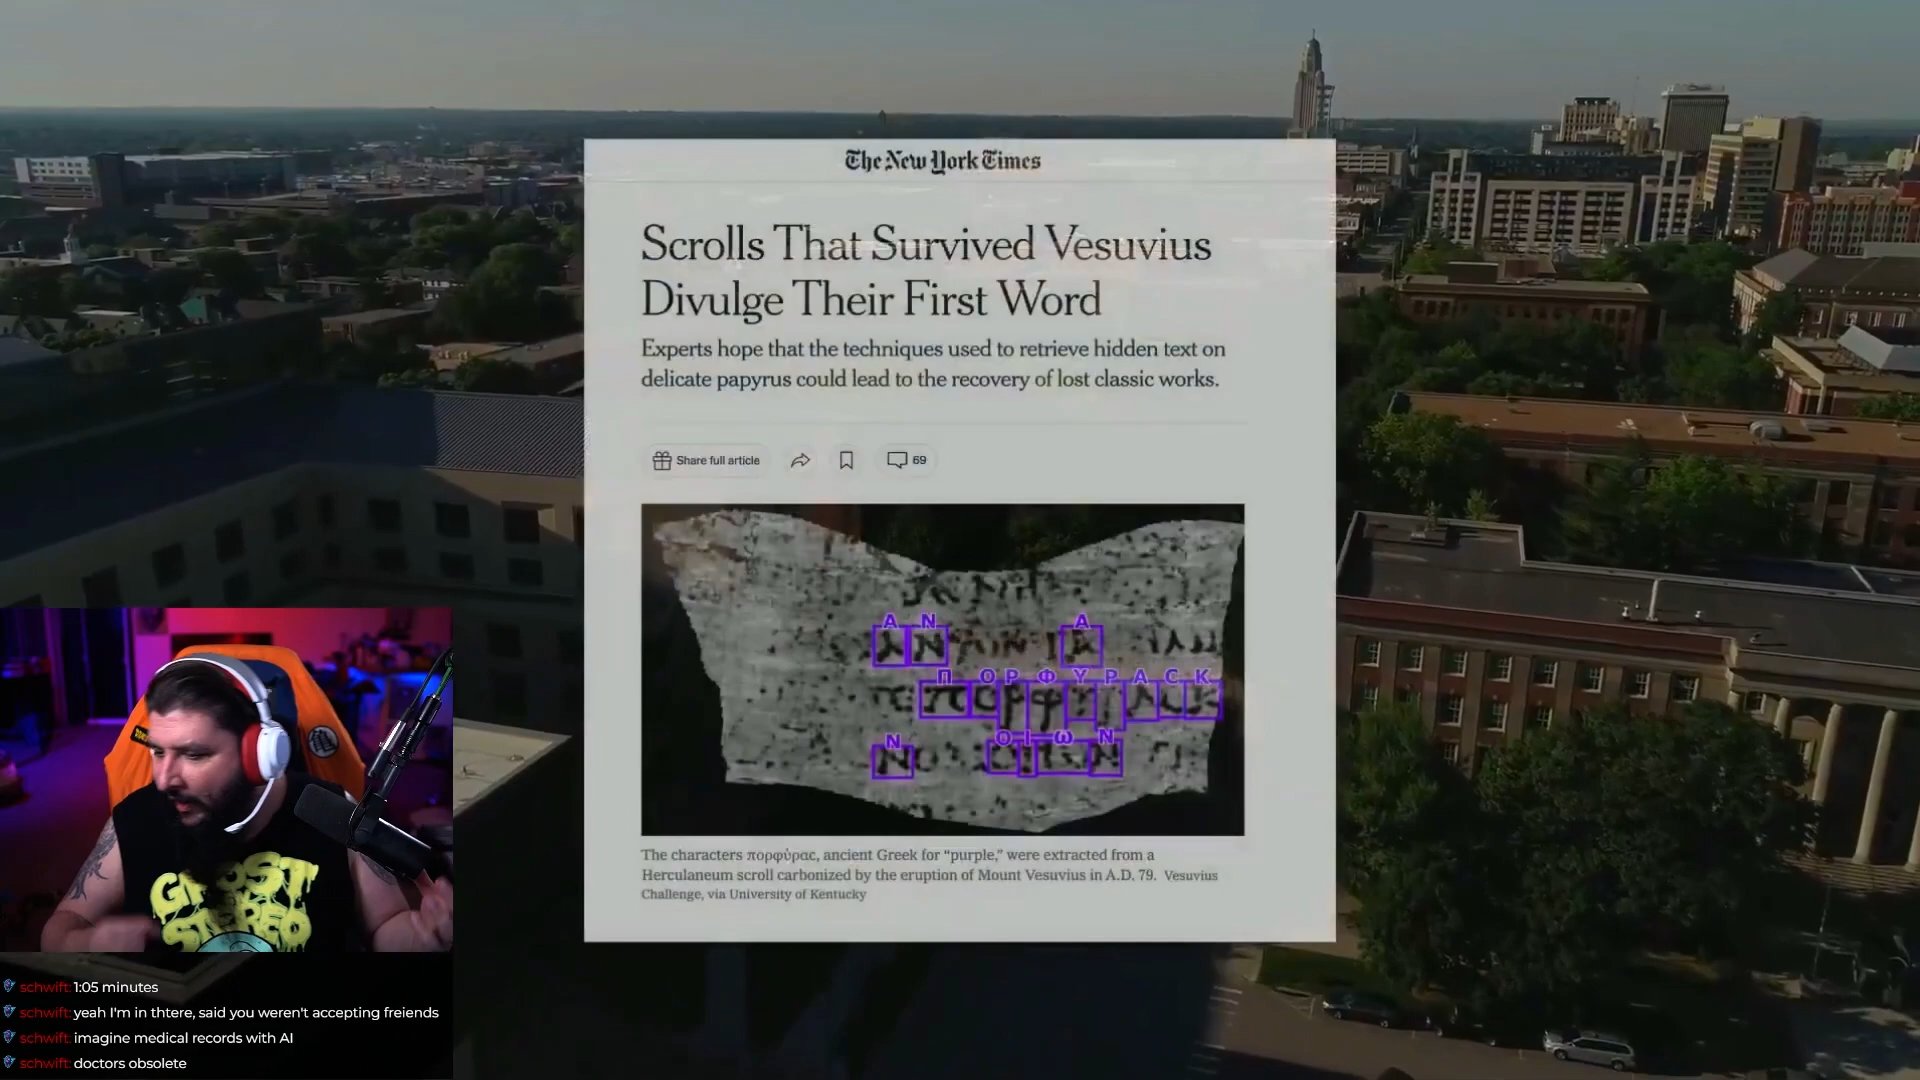 The New York Times
Scrolls That Survived Vesuvius
Divulge Their First Word
Experts hope that the techniques used to retrieve hidden text on
delicate papyrus could lead to the recovery of lost classic works.
Share full article
69
Α Ν Α
Π Ο Ρ Φ Υ Ρ Α C Κ
Ν Ο Ι ω Ν
The characters πορφύρας, ancient Greek for “purple,” were extracted from a
Herculaneum scroll carbonized by the eruption of Mount Vesuvius in A.D. 79. Vesuvius
Challenge, via University of Kentucky
GHOST
STEREO
schwift: 1:05 minutes
schwift: yeah I'm in thtere, said you weren't accepting freiends
schwift: imagine medical records with AI
schwift: doctors obsolete